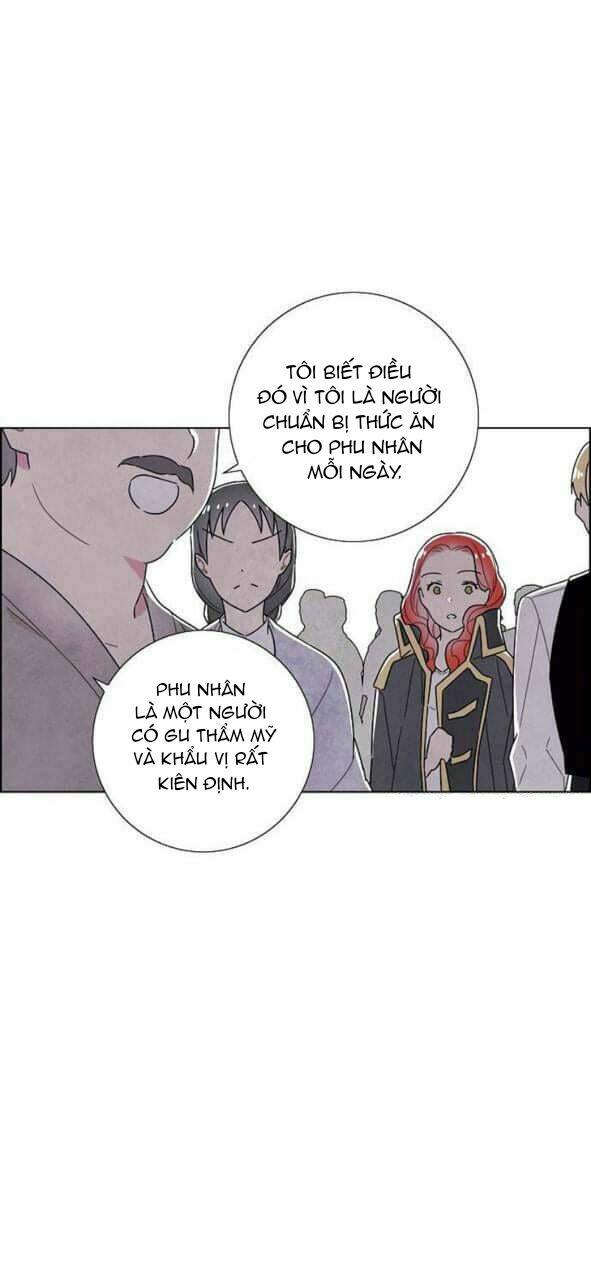 TÔI BIẾT ĐIỀU
ĐÓ VÌ TÔI LÀ NGƯỜI
CHUẨN BỊ THỨC ĂN
CHO PHU NHÂN
MỖI NGÀY.
PHU NHÂN
LÀ MỘT NGƯỜI
CÓ GU THẨM MỸ
VÀ KHẨU VỊ RẤT
KIÊN ĐỊNH.